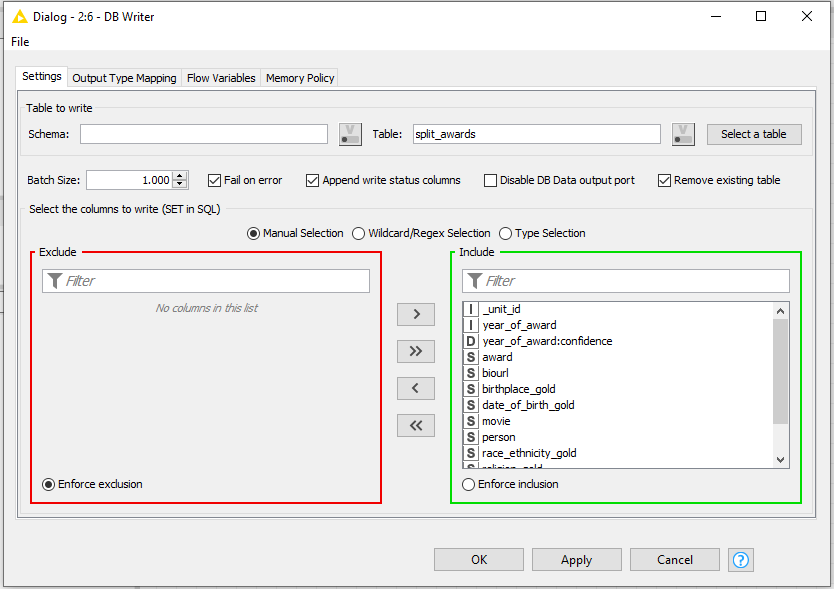 Dialog - 2:6 - DB Writer
File
Settings Output Type Mapping Flow Variables Memory Policy
Table to write
Schema: V Table: split_awards V Select a table
Batch Size: 1.000 Fail on error Append write status columns Disable DB Data output port Remove existing table
Select the columns to write (SET in SQL)
Manual Selection Wildcard/Regex Selection Type Selection
Exclude
Filter
No columns in this list
Enforce exclusion
>
>>
<
<<
Include
Filter
I _unit_id
I year_of_award
D year_of_award:confidence
S award
S biourl
S birthplace_gold
S date_of_birth_gold
S movie
S person
S race_ethnicity_gold
S religion_gold
Enforce inclusion
OK Apply Cancel ?